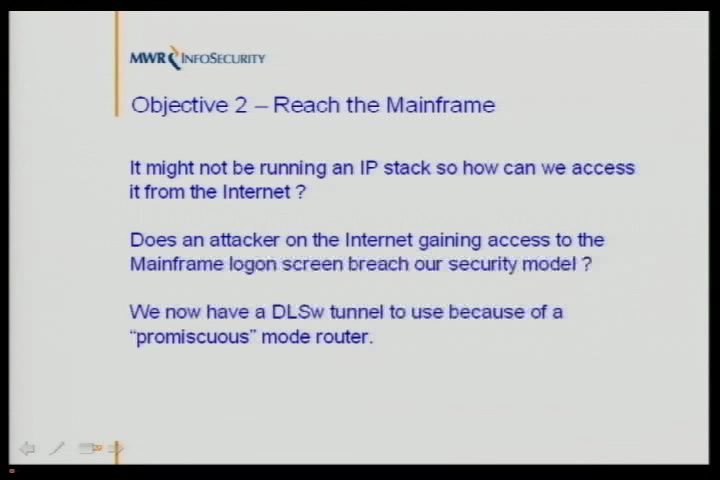 MWR INFOSECURITY
Objective 2 – Reach the Mainframe
It might not be running an IP stack so how can we access
it from the Internet ?
Does an attacker on the Internet gaining access to the
Mainframe logon screen breach our security model ?
We now have a DLSw tunnel to use because of a
“promiscuous” mode router.